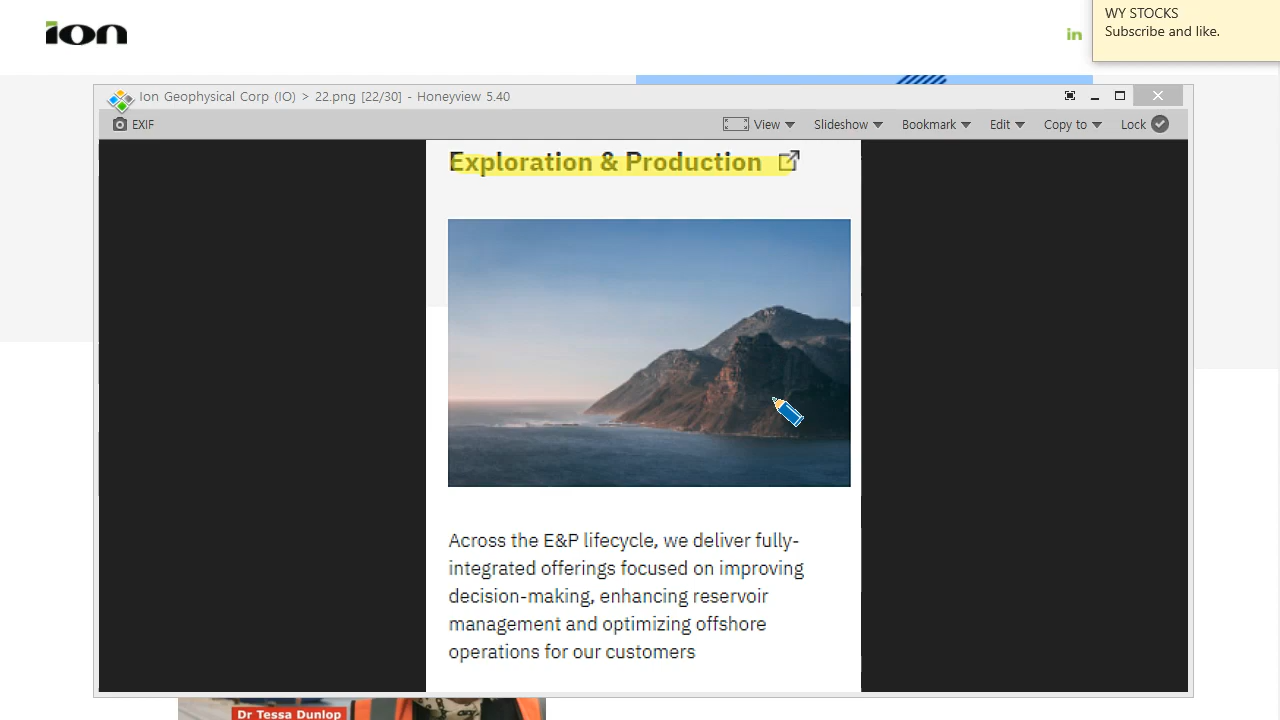 ion
in
WY STOCKS
Subscribe and like.
Ion Geophysical Corp (IO) > 22.png [22/30] - Honeyview 5.40
EXIF
View
Slideshow
Bookmark
Edit
Copy to
Lock
Exploration & Production
Across the E&P lifecycle, we deliver fully-
integrated offerings focused on improving
decision-making, enhancing reservoir
management and optimizing offshore
operations for our customers
Dr Tessa Dunlop